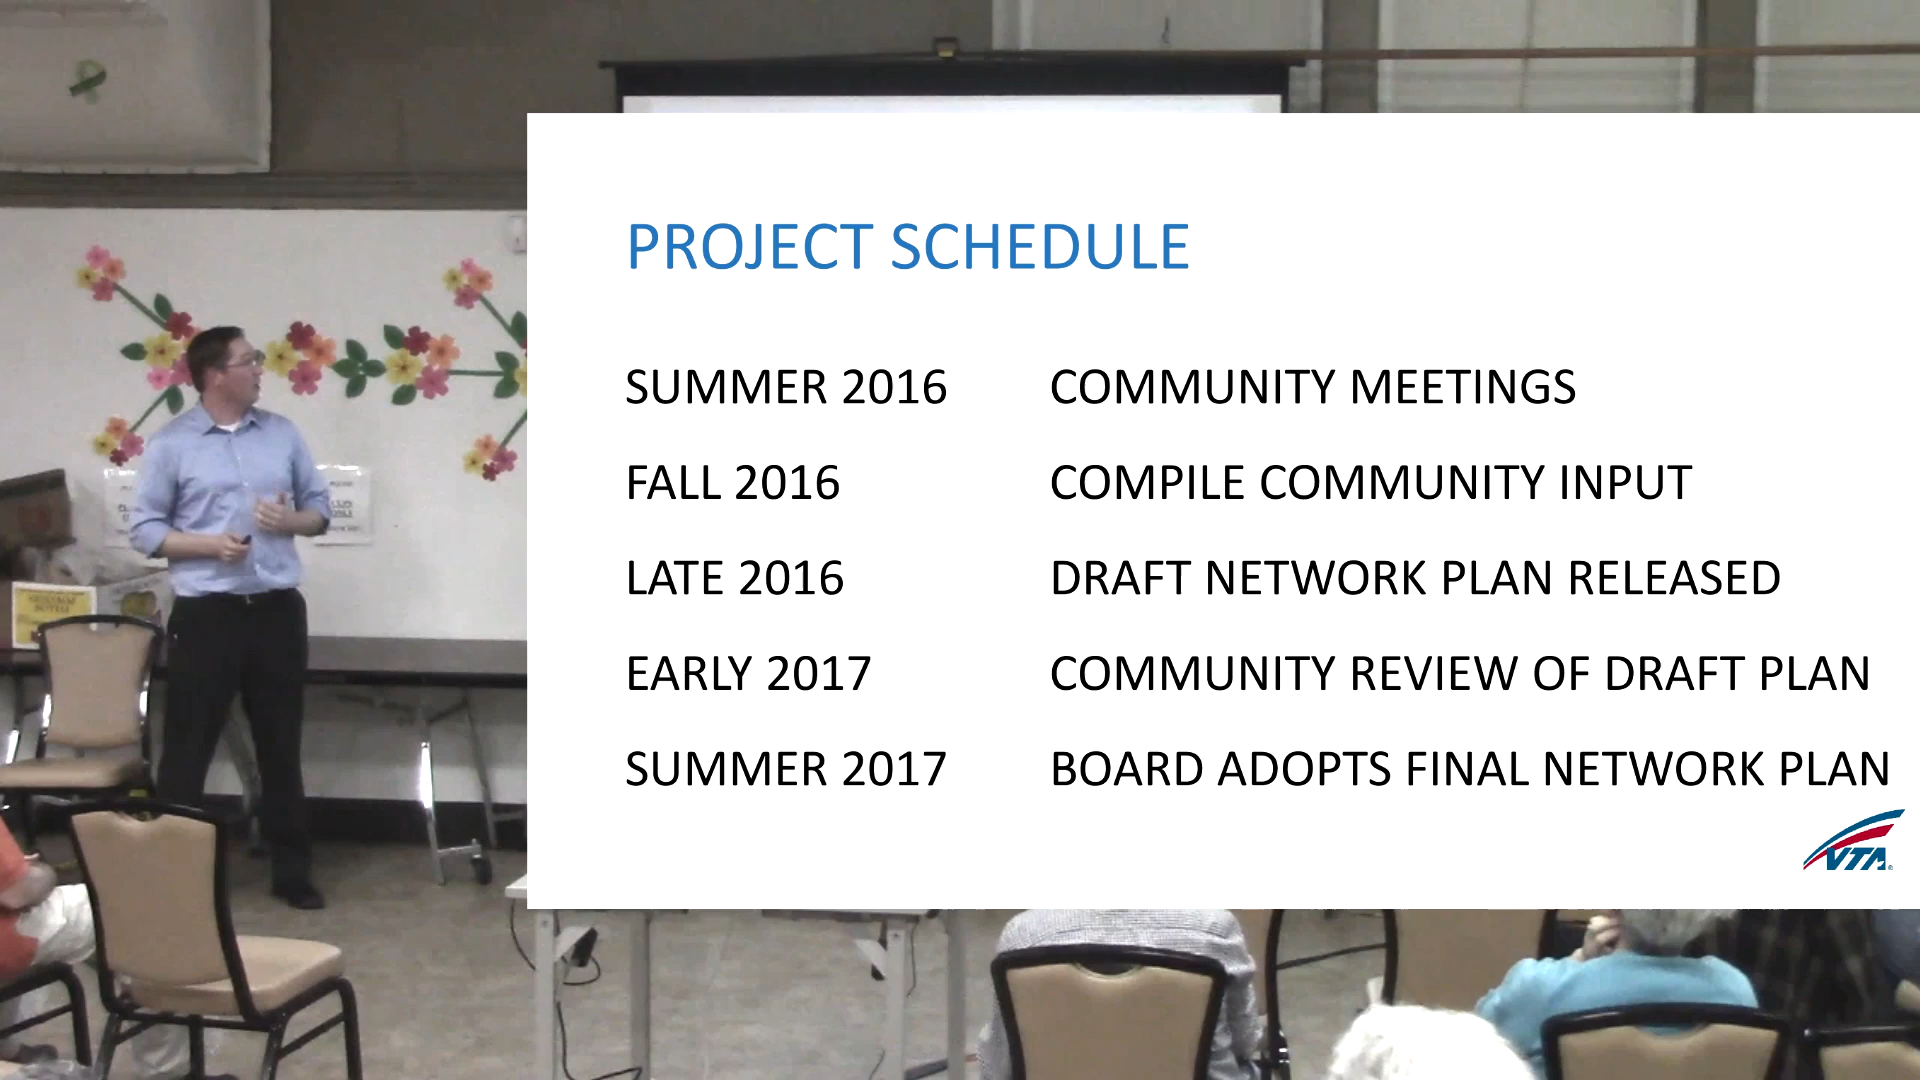 PROJECT SCHEDULE
SUMMER 2016 COMMUNITY MEETINGS
FALL 2016 COMPILE COMMUNITY INPUT
LATE 2016 DRAFT NETWORK PLAN RELEASED
EARLY 2017 COMMUNITY REVIEW OF DRAFT PLAN
SUMMER 2017 BOARD ADOPTS FINAL NETWORK PLAN
VTA